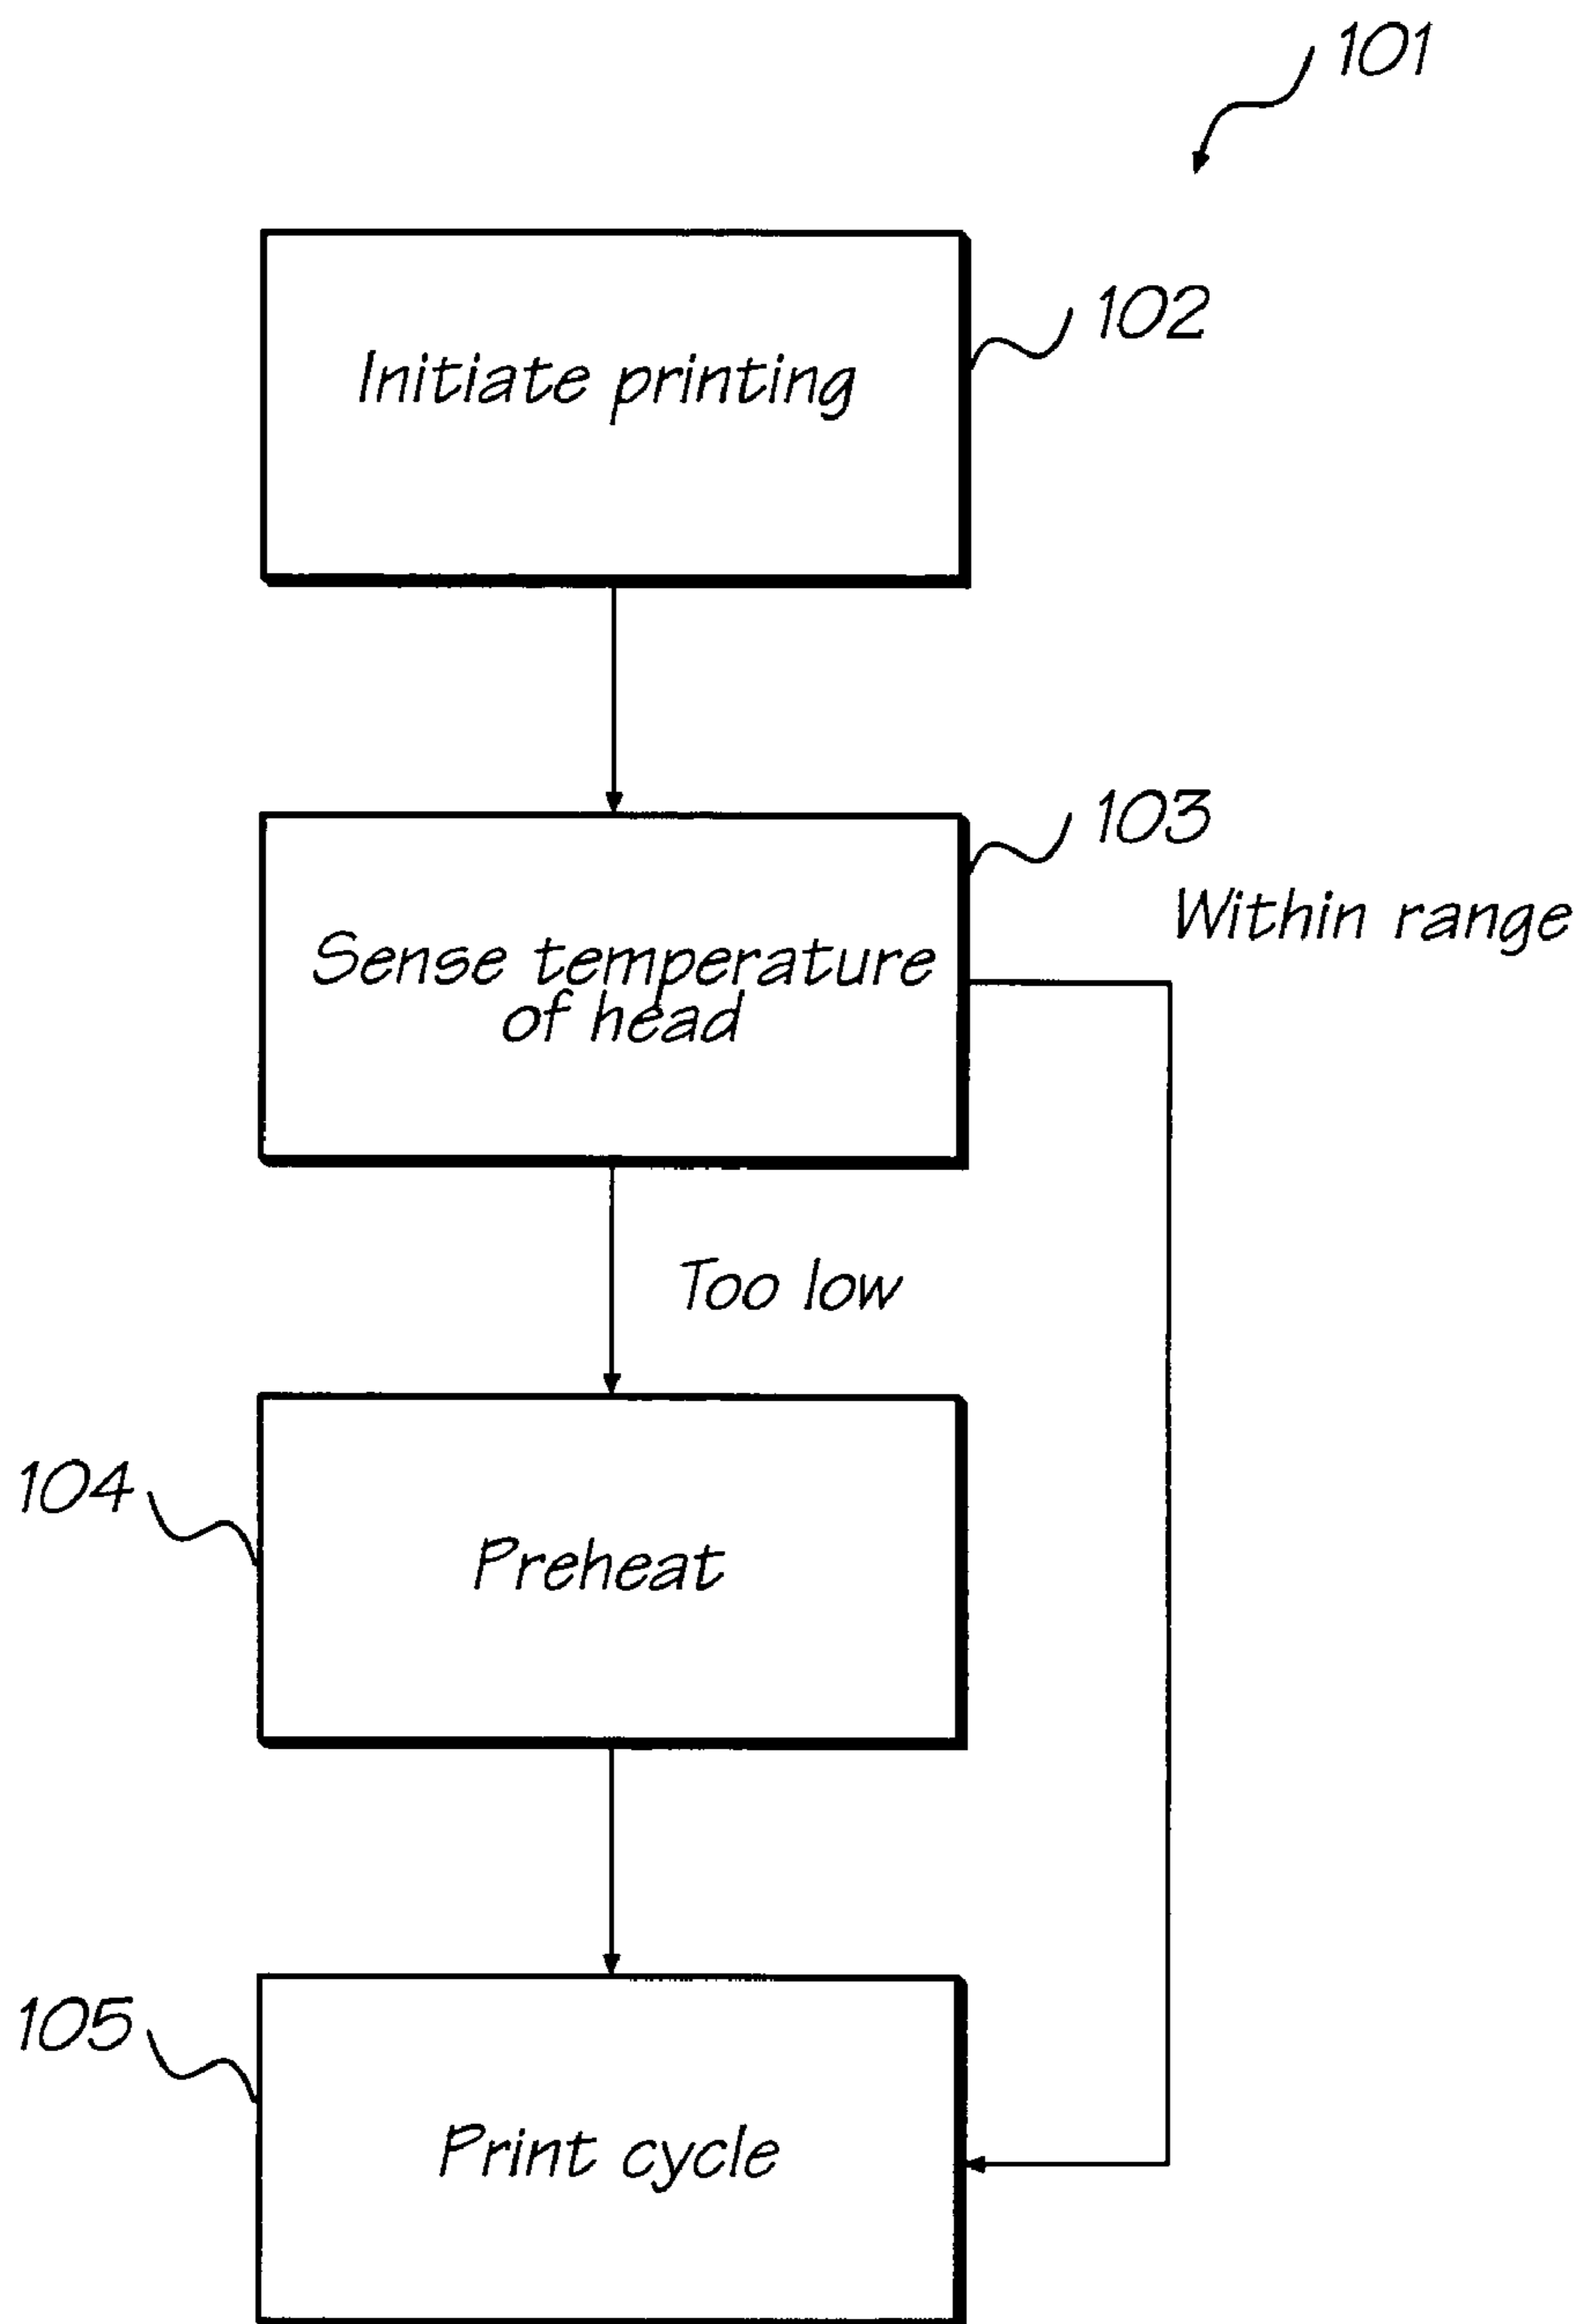 101
Initiate printing
102
103
Within range
Sense temperature
of head
Too low
104
Preheat
105
Print cycle